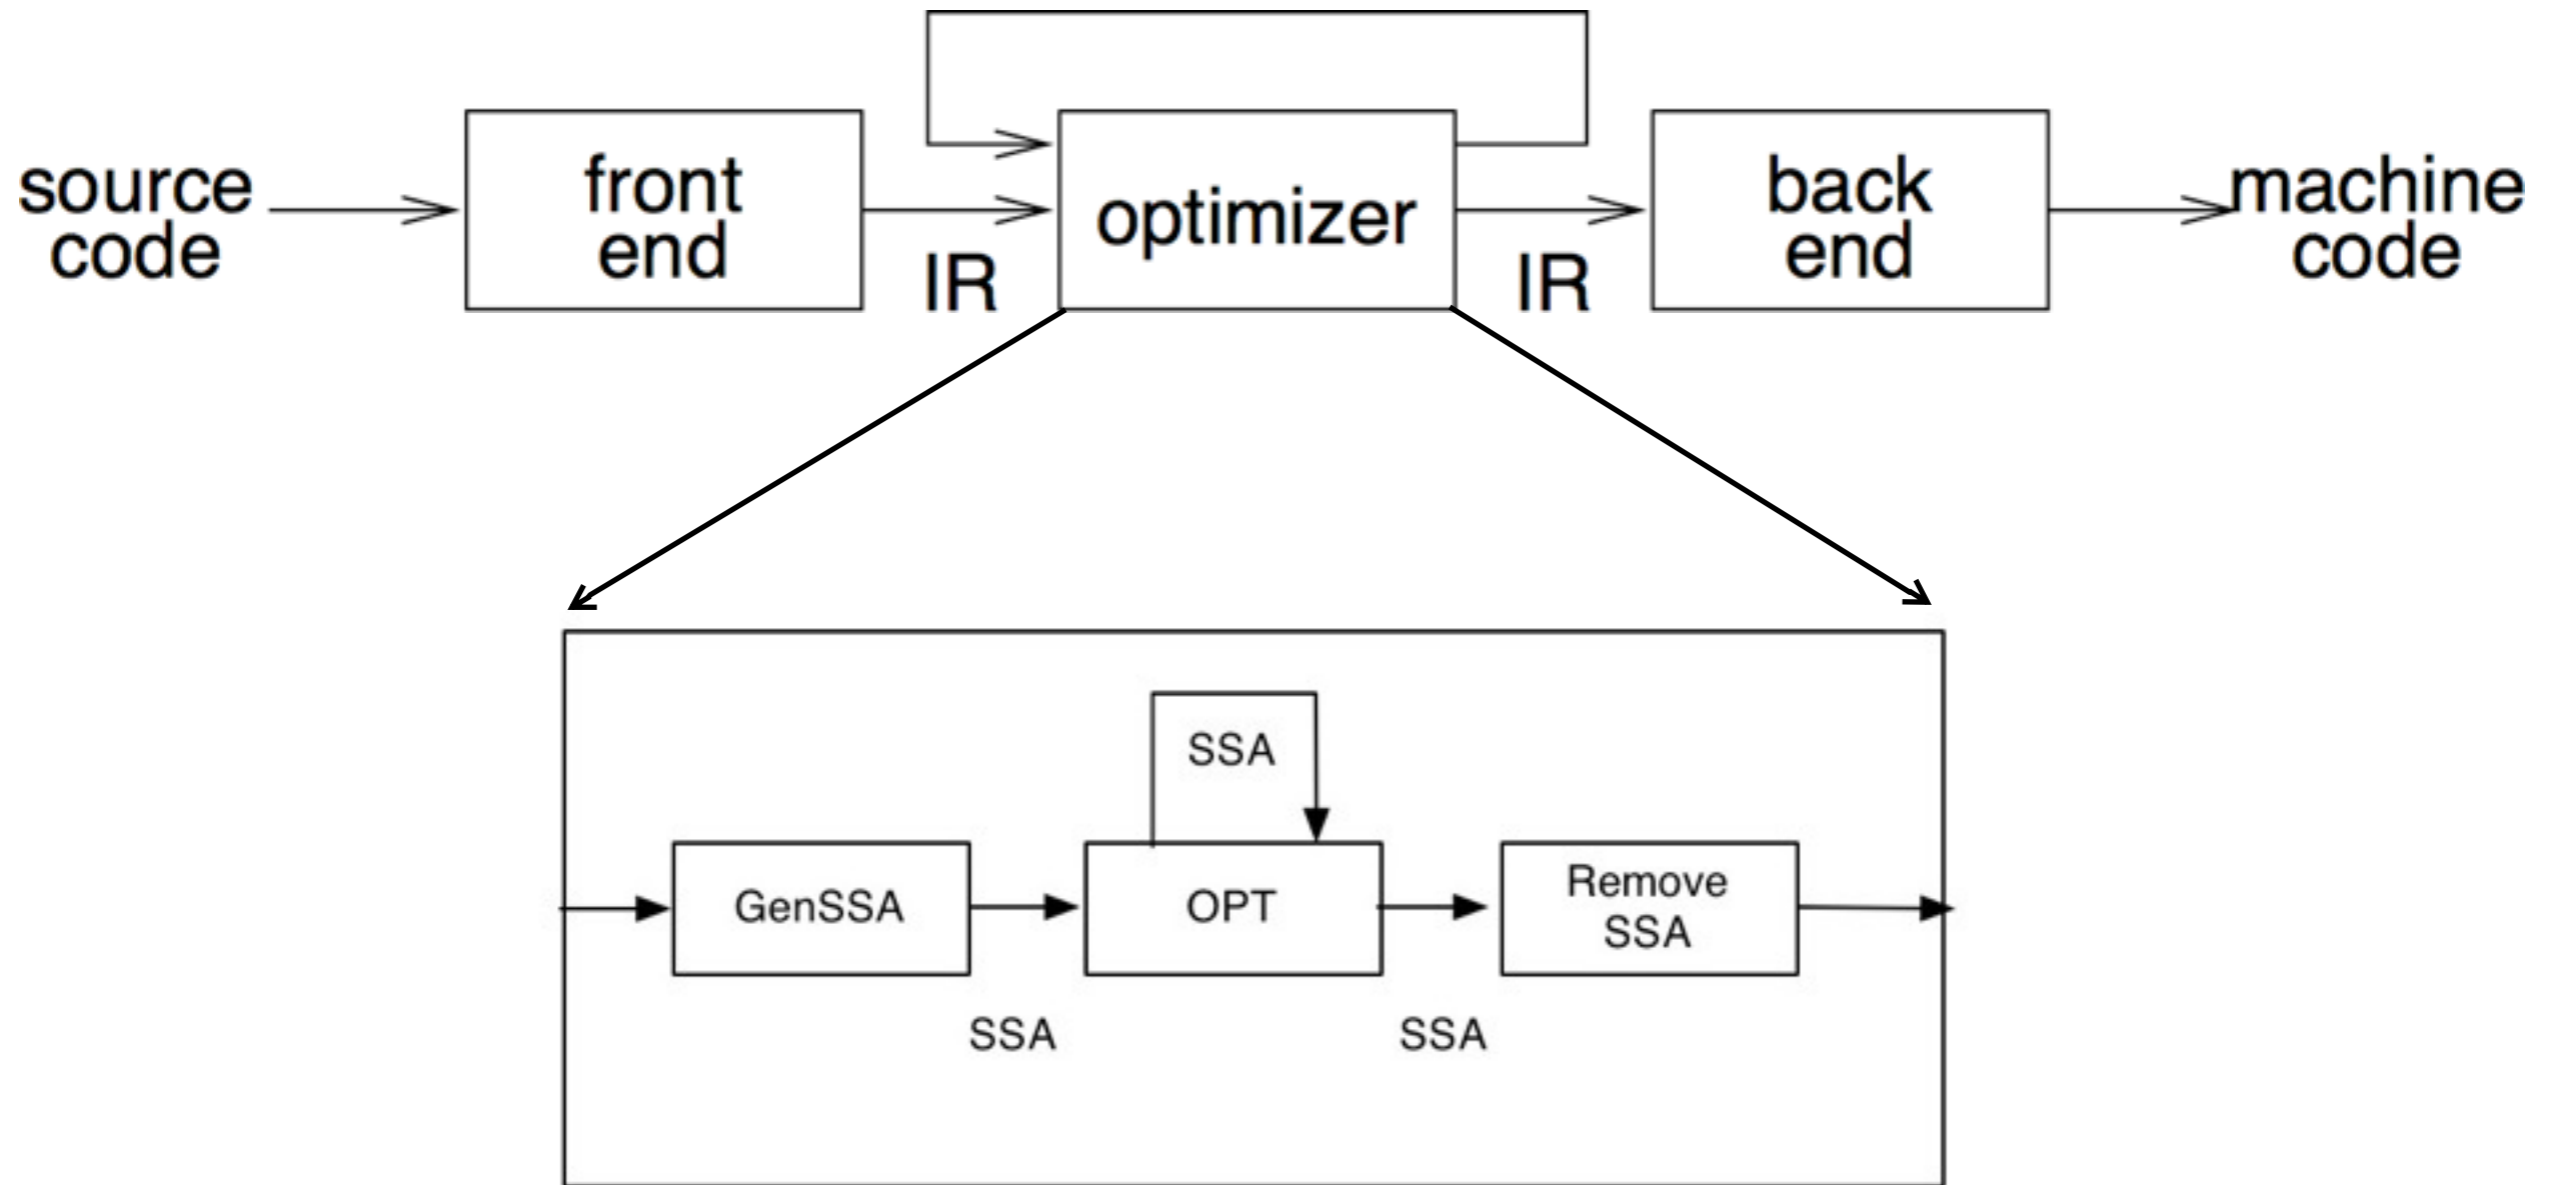 source
code
front
end
IR
optimizer
IR
back
end
machine
code
SSA
GenSSA
OPT
Remove
SSA
SSA
SSA